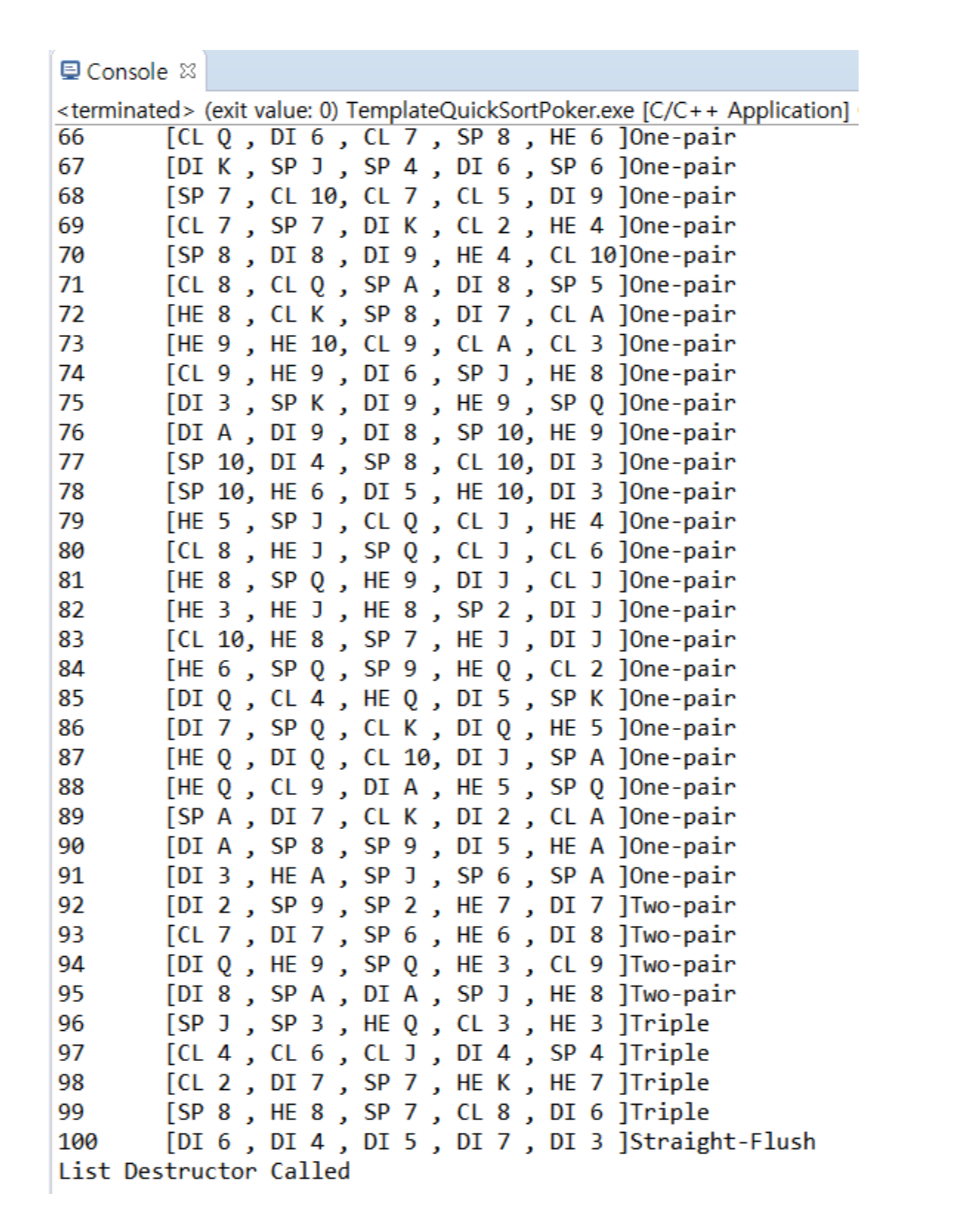 Console
<terminated> (exit value: 0) TemplateQuickSortPoker.exe [C/C++ Application]
66 [CL Q , DI 6 , CL 7 , SP 8 , HE 6 ]One-pair
67 [DI K , SP J , SP 4 , DI 6 , SP 6 ]One-pair
68 [SP 7 , CL 10, CL 7 , CL 5 , DI 9 ]One-pair
69 [CL 7 , SP 7 , DI K , CL 2 , HE 4 ]One-pair
70 [SP 8 , DI 8 , DI 9 , HE 4 , CL 10]One-pair
71 [CL 8 , CL Q , SP A , DI 8 , SP 5 ]One-pair
72 [HE 8 , CL K , SP 8 , DI 7 , CL A ]One-pair
73 [HE 9 , HE 10, CL 9 , CL A , CL 3 ]One-pair
74 [CL 9 , HE 9 , DI 6 , SP J , HE 8 ]One-pair
75 [DI 3 , SP K , DI 9 , HE 9 , SP Q ]One-pair
76 [DI A , DI 9 , DI 8 , SP 10, HE 9 ]One-pair
77 [SP 10, DI 4 , SP 8 , CL 10, DI 3 ]One-pair
78 [SP 10, HE 6 , DI 5 , HE 10, DI 3 ]One-pair
79 [HE 5 , SP J , CL Q , CL J , HE 4 ]One-pair
80 [CL 8 , HE J , SP Q , CL J , CL 6 ]One-pair
81 [HE 8 , SP Q , HE 9 , DI J , CL J ]One-pair
82 [HE 3 , HE J , HE 8 , SP 2 , DI J ]One-pair
83 [CL 10, HE 8 , SP 7 , HE J , DI J ]One-pair
84 [HE 6 , SP Q , SP 9 , HE Q , CL 2 ]One-pair
85 [DI Q , CL 4 , HE Q , DI 5 , SP K ]One-pair
86 [DI 7 , SP Q , CL K , DI Q , HE 5 ]One-pair
87 [HE Q , DI Q , CL 10, DI J , SP A ]One-pair
88 [HE Q , CL 9 , DI A , HE 5 , SP Q ]One-pair
89 [SP A , DI 7 , CL K , DI 2 , CL A ]One-pair
90 [DI A , SP 8 , SP 9 , DI 5 , HE A ]One-pair
91 [DI 3 , HE A , SP J , SP 6 , SP A ]One-pair
92 [DI 2 , SP 9 , SP 2 , HE 7 , DI 7 ]Two-pair
93 [CL 7 , DI 7 , SP 6 , HE 6 , DI 8 ]Two-pair
94 [DI Q , HE 9 , SP Q , HE 3 , CL 9 ]Two-pair
95 [DI 8 , SP A , DI A , SP J , HE 8 ]Two-pair
96 [SP J , SP 3 , HE Q , CL 3 , HE 3 ]Triple
97 [CL 4 , CL 6 , CL J , DI 4 , SP 4 ]Triple
98 [CL 2 , DI 7 , SP 7 , HE K , HE 7 ]Triple
99 [SP 8 , HE 8 , SP 7 , CL 8 , DI 6 ]Triple
100 [DI 6 , DI 4 , DI 5 , DI 7 , DI 3 ]Straight-Flush
List Destructor Called